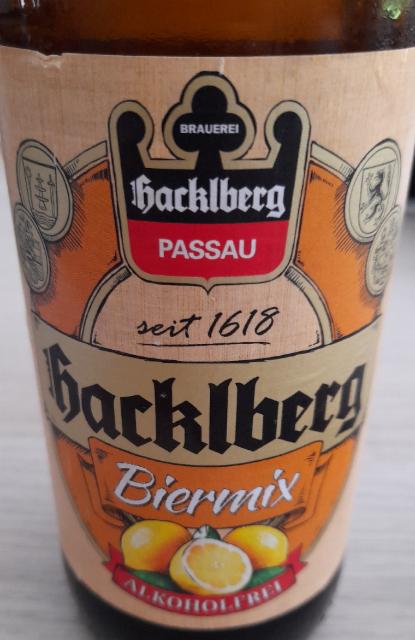 BRAUEREI
Hacklberg
PASSAU
seit 1618
Hacklberg
Biermix
ALKOHOLFREI